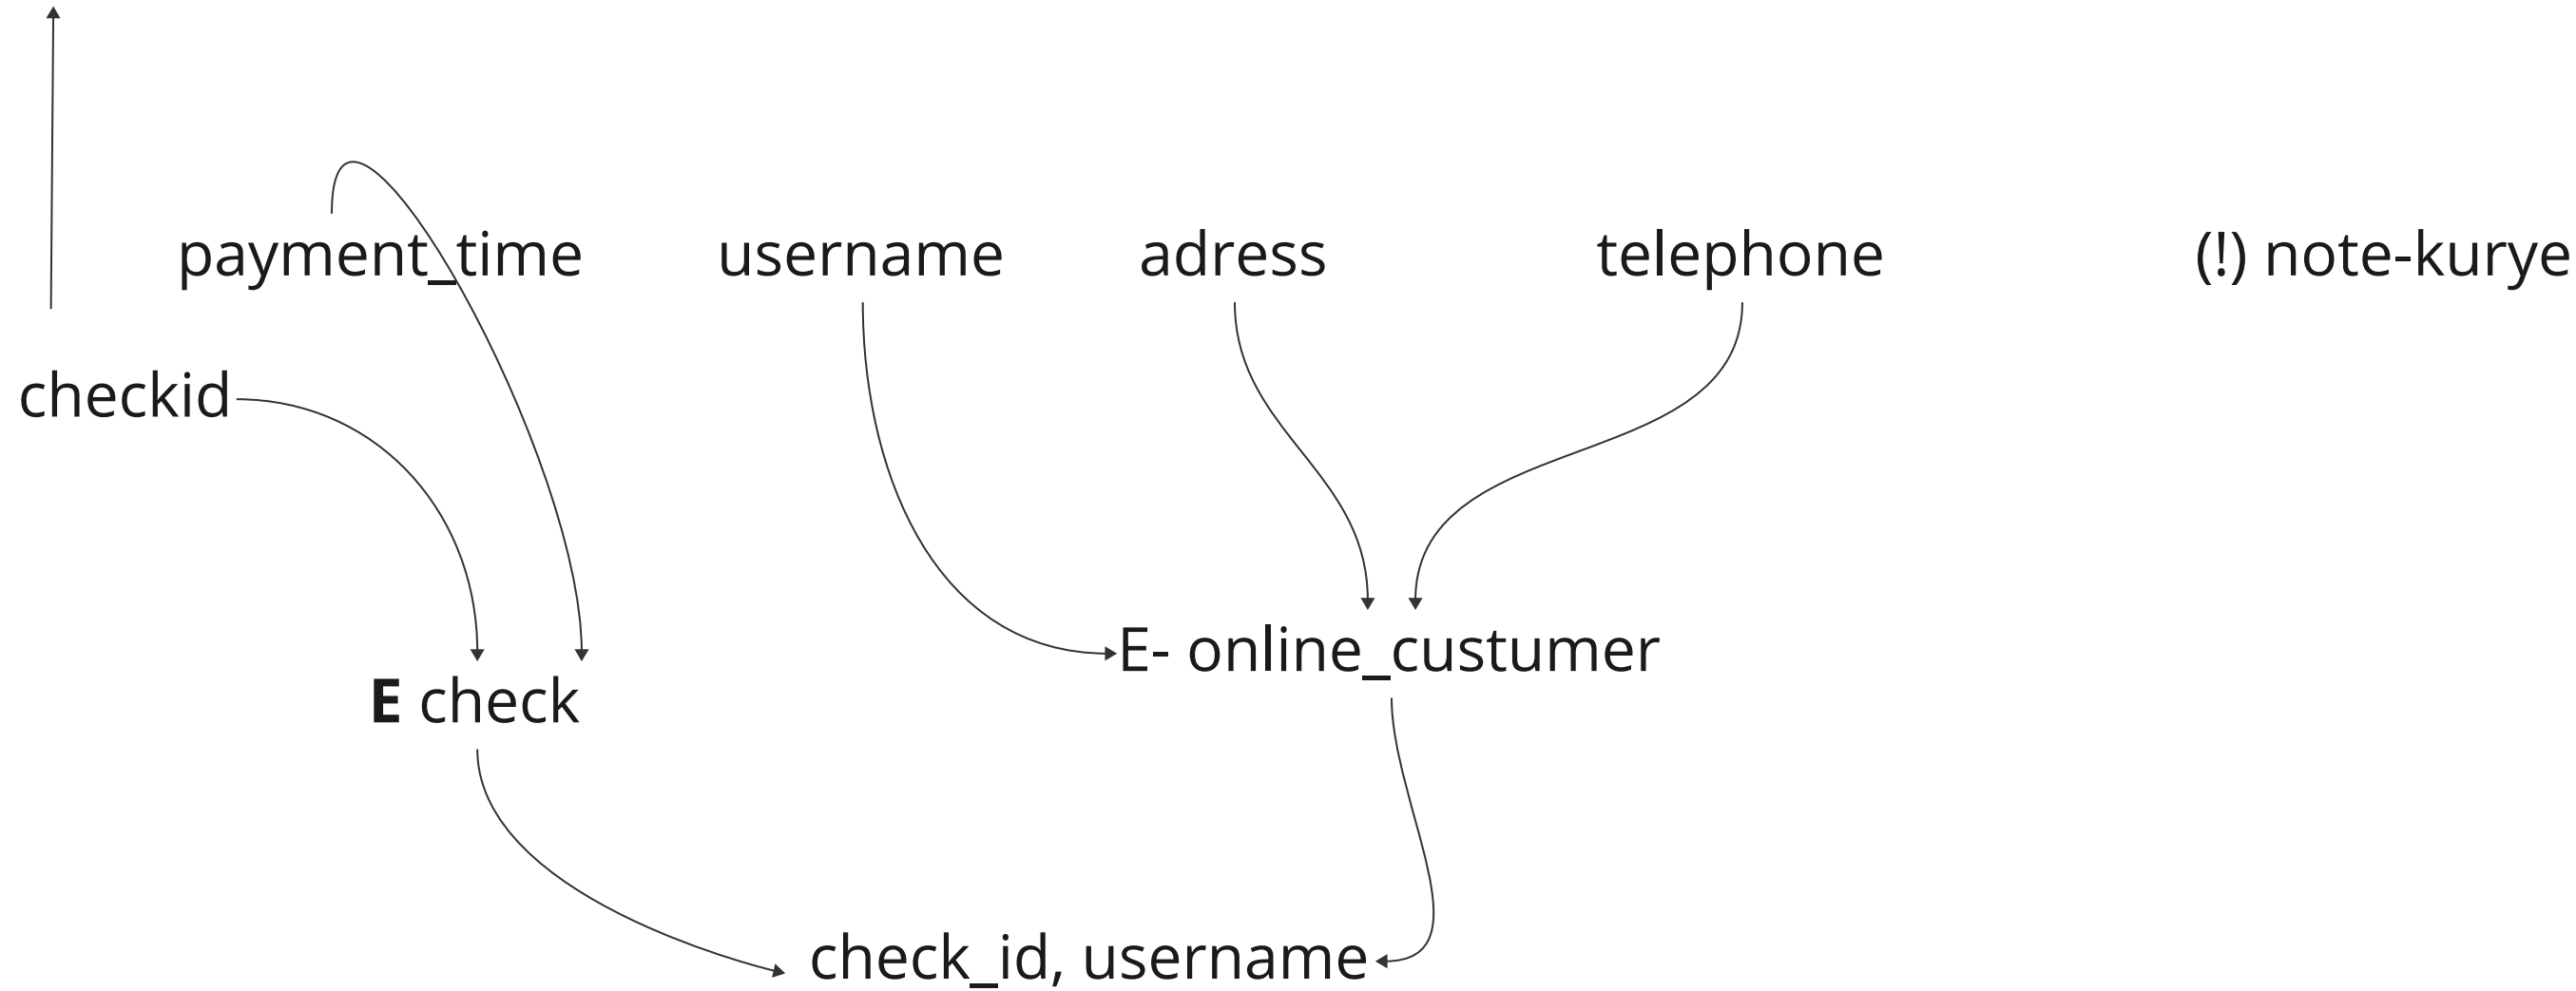 payment_time
username
adress
telephone
(!) note-kurye
checkid
E- online_custumer
E check
check_id, username